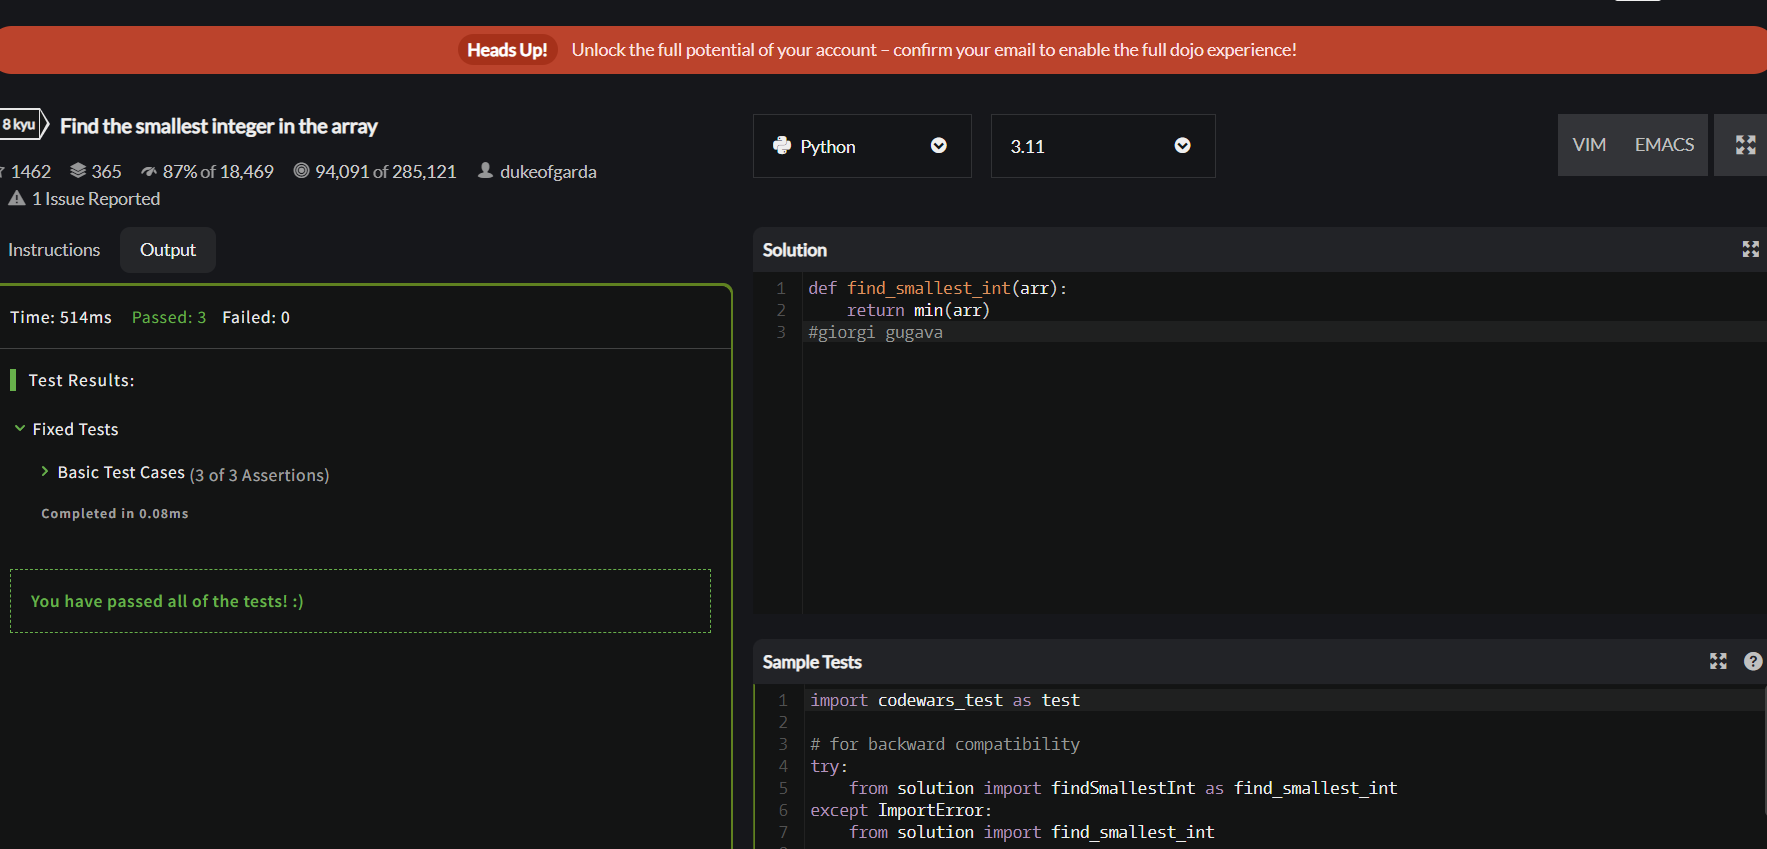 Heads Up! Unlock the full potential of your account – confirm your email to enable the full dojo experience!
8 kyu Find the smallest integer in the array
1462 365 87% of 18,469 94,091 of 285,121 dukeofgarda
1 Issue Reported
Instructions Output
Time: 514ms Passed: 3 Failed: 0
Test Results:
Fixed Tests
Basic Test Cases (3 of 3 Assertions)
Completed in 0.08ms
You have passed all of the tests! :)
Python 3.11 VIM EMACS
Solution
1 def find_smallest_int(arr):
2     return min(arr)
3 #giorgi gugava
Sample Tests ?
1 import codewars_test as test
2
3 # for backward compatibility
4 try:
5     from solution import findSmallestInt as find_smallest_int
6 except ImportError:
7     from solution import find_smallest_int